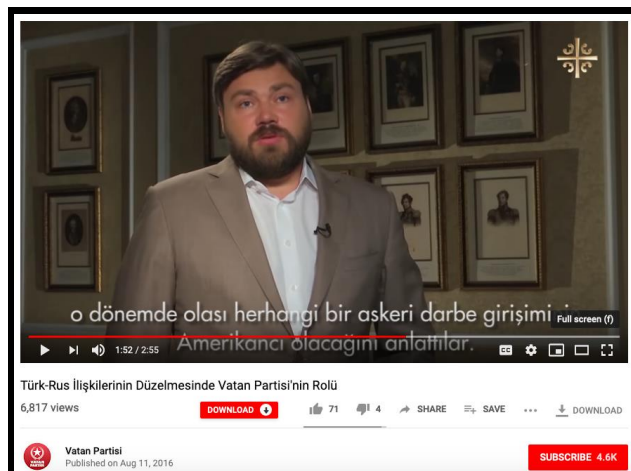 o dönemde olası herhangi bir askeri darbe girişimi
Full screen (f)
Amerikancı olacağını anlattılar.
1:52 / 2:55
CC
Türk-Rus İlişkilerinin Düzelmesinde Vatan Partisi'nin Rolü
6,817 views
DOWNLOAD
71
4
SHARE
SAVE
DOWNLOAD
Vatan Partisi
Published on Aug 11, 2016
SUBSCRIBE 4.6K